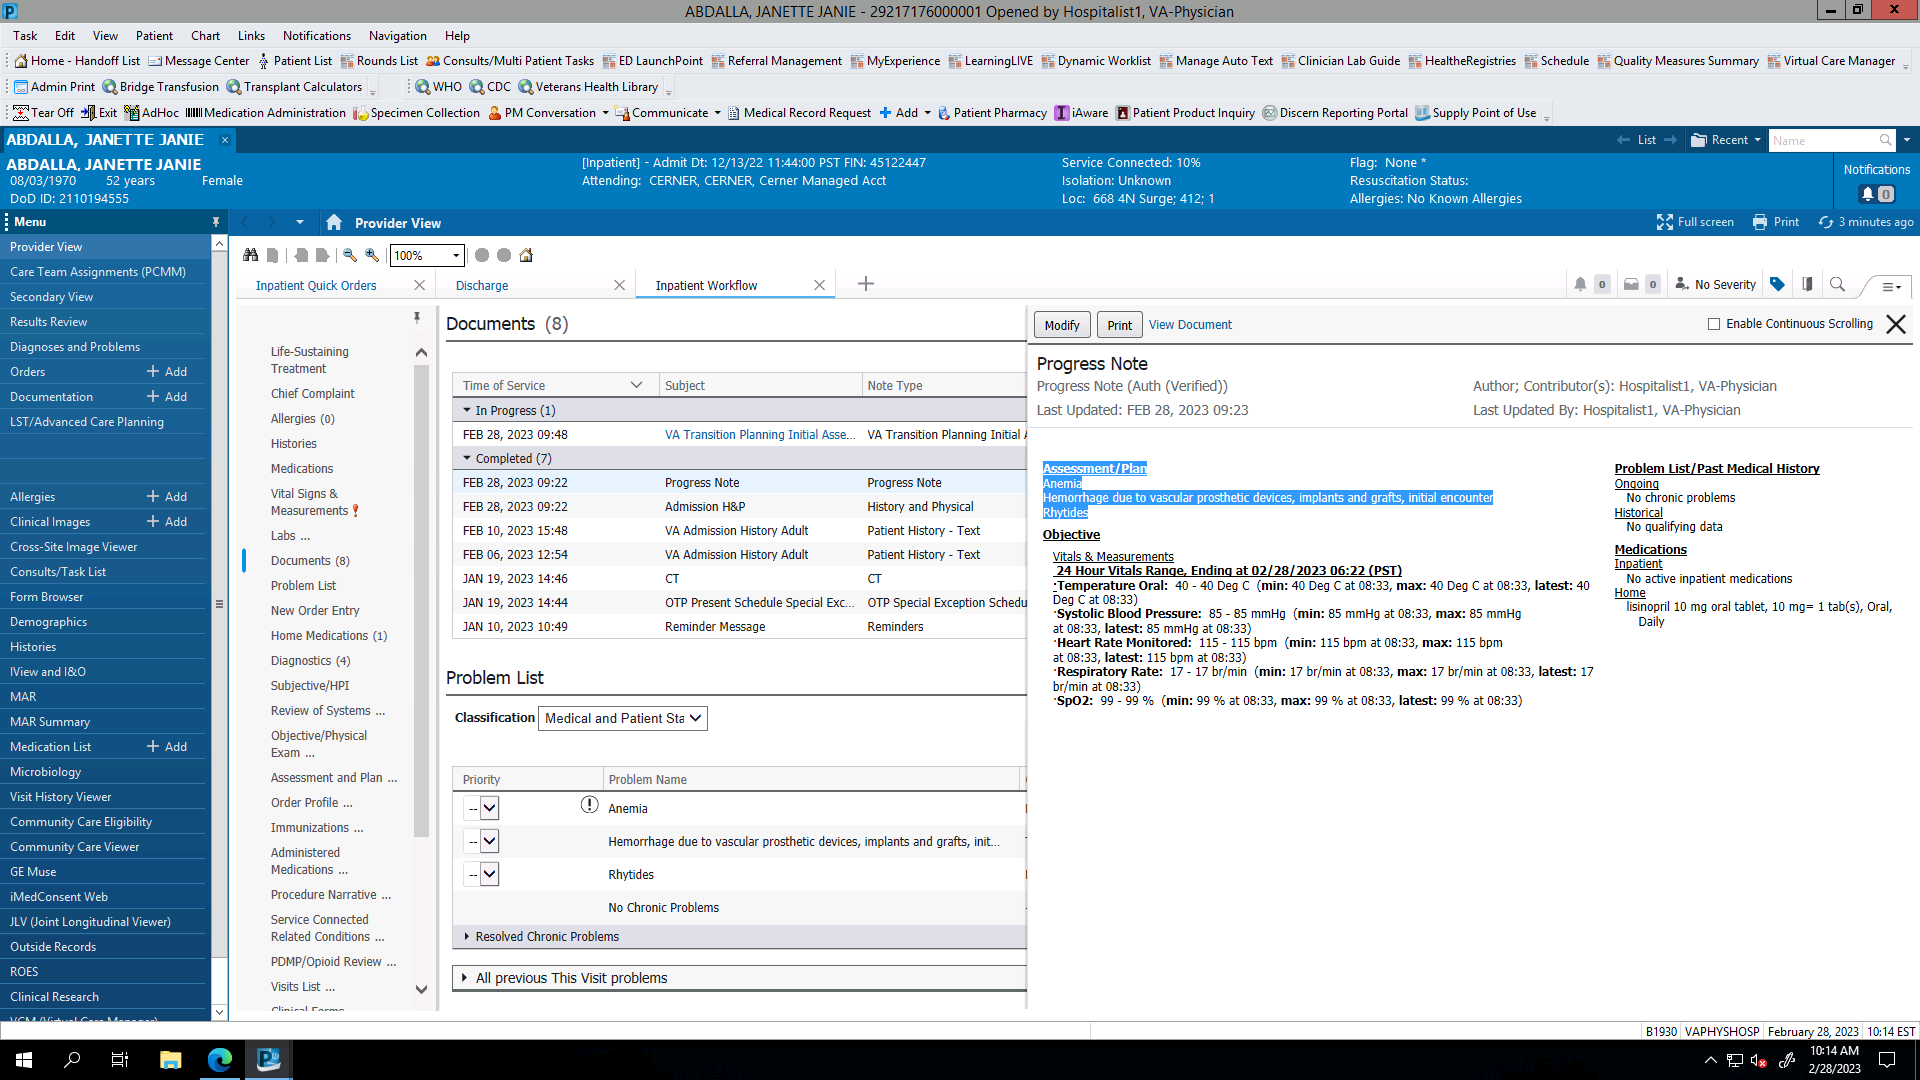 ABDALLA, JANETTE JANIE - 29217176000001 Opened by Hospitalist1, VA-Physician
Task Edit View Patient Chart Links Notifications Navigation Help
Home - Handoff List Message Center Patient List Rounds List Consults/Multi Patient Tasks ED LaunchPoint Referral Management MyExperience LearningLIVE Dynamic Worklist Manage Auto Text Clinician Lab Guide HealtheRegistries Schedule Quality Measures Summary Virtual Care Manager
Admin Print Bridge Transfusion Transplant Calculators WHO CDC Veterans Health Library
Tear Off Exit AdHoc Medication Administration Specimen Collection PM Conversation Communicate Medical Record Request Add Patient Pharmacy iAware Patient Product Inquiry Discern Reporting Portal Supply Point of Use
ABDALLA, JANETTE JANIE List Recent Name
ABDALLA, JANETTE JANIE
08/03/1970 52 years Female
DoD ID: 2110194555
[Inpatient] - Admit Dt: 12/13/22 11:44:00 PST FIN: 45122447
Attending: CERNER, CERNER, Cerner Managed Acct
Service Connected: 10%
Isolation: Unknown
Loc: 668 4N Surge; 412; 1
Flag: None *
Resuscitation Status:
Allergies: No Known Allergies
Notifications
0
Menu
Provider View
Full screen Print 3 minutes ago
Provider View
Care Team Assignments (PCMM)
Secondary View
Results Review
Diagnoses and Problems
Orders + Add
Documentation + Add
LST/Advanced Care Planning
Allergies + Add
Clinical Images + Add
Cross-Site Image Viewer
Consults/Task List
Form Browser
Demographics
Histories
IView and I&O
MAR
MAR Summary
Medication List + Add
Microbiology
Visit History Viewer
Community Care Eligibility
Community Care Viewer
GE Muse
iMedConsent Web
JLV (Joint Longitudinal Viewer)
Outside Records
ROES
Clinical Research
VCM (Virtual Care Manager)
100%
Inpatient Quick Orders Discharge Inpatient Workflow
0 0 No Severity
Life-Sustaining
Treatment
Chief Complaint
Allergies (0)
Histories
Medications
Vital Signs &
Measurements
Labs ...
Documents (8)
Problem List
New Order Entry
Home Medications (1)
Diagnostics (4)
Subjective/HPI
Review of Systems ...
Objective/Physical
Exam ...
Assessment and Plan ...
Order Profile ...
Immunizations ...
Administered
Medications ...
Procedure Narrative ...
Service Connected
Related Conditions ...
PDMP/Opioid Review ...
Visits List ...
Clinical Forms
Documents (8)
Time of Service Subject Note Type
In Progress (1)
FEB 28, 2023 09:48 VA Transition Planning Initial Asse... VA Transition Planning Initial A
Completed (7)
FEB 28, 2023 09:22 Progress Note Progress Note
FEB 28, 2023 09:22 Admission H&P History and Physical
FEB 10, 2023 15:48 VA Admission History Adult Patient History - Text
FEB 06, 2023 12:54 VA Admission History Adult Patient History - Text
JAN 19, 2023 14:46 CT CT
JAN 19, 2023 14:44 OTP Present Schedule Special Exc... OTP Special Exception Schedu
JAN 10, 2023 10:49 Reminder Message Reminders
Problem List
Classification Medical and Patient Sta
Priority Problem Name
-- Anemia
-- Hemorrhage due to vascular prosthetic devices, implants and grafts, init...
-- Rhytides
No Chronic Problems
Resolved Chronic Problems
All previous This Visit problems
Modify Print View Document Enable Continuous Scrolling
Progress Note
Progress Note (Auth (Verified)) Author; Contributor(s): Hospitalist1, VA-Physician
Last Updated: FEB 28, 2023 09:23 Last Updated By: Hospitalist1, VA-Physician
Assessment/Plan
Anemia
Hemorrhage due to vascular prosthetic devices, implants and grafts, initial encounter
Rhytides
Objective
Vitals & Measurements
24 Hour Vitals Range, Ending at 02/28/2023 06:22 (PST)
·Temperature Oral: 40 - 40 Deg C (min: 40 Deg C at 08:33, max: 40 Deg C at 08:33, latest: 40
Deg C at 08:33)
·Systolic Blood Pressure: 85 - 85 mmHg (min: 85 mmHg at 08:33, max: 85 mmHg
at 08:33, latest: 85 mmHg at 08:33)
·Heart Rate Monitored: 115 - 115 bpm (min: 115 bpm at 08:33, max: 115 bpm
at 08:33, latest: 115 bpm at 08:33)
·Respiratory Rate: 17 - 17 br/min (min: 17 br/min at 08:33, max: 17 br/min at 08:33, latest: 17
br/min at 08:33)
·SpO2: 99 - 99 % (min: 99 % at 08:33, max: 99 % at 08:33, latest: 99 % at 08:33)
Problem List/Past Medical History
Ongoing
No chronic problems
Historical
No qualifying data
Medications
Inpatient
No active inpatient medications
Home
lisinopril 10 mg oral tablet, 10 mg= 1 tab(s), Oral,
Daily
B1930 VAPHYSHOSP February 28, 2023 10:14 EST
10:14 AM
2/28/2023